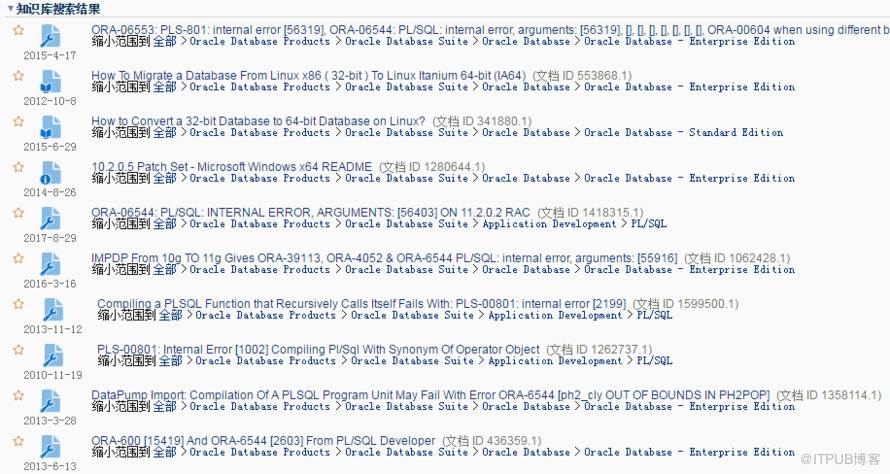 知识库搜索结果
ORA-06553: PLS-801: internal error [56319], ORA-06544: PL/SQL: internal error, arguments: [56319], [], [], [], [], [], [], [], ORA-00604 when using different b
缩小范围到 全部 > Oracle Database Products > Oracle Database Suite > Oracle Database > Oracle Database - Enterprise Edition
2015-4-17
How To Migrate a Database From Linux x86 ( 32-bit ) To Linux Itanium 64-bit (IA64) (文档 ID 553868.1)
缩小范围到 全部 > Oracle Database Products > Oracle Database Suite > Oracle Database > Oracle Database - Enterprise Edition
2012-10-8
How to Convert a 32-bit Database to 64-bit Database on Linux? (文档 ID 341880.1)
缩小范围到 全部 > Oracle Database Products > Oracle Database Suite > Oracle Database > Oracle Database - Standard Edition
2015-6-29
10.2.0.5 Patch Set - Microsoft Windows x64 README (文档 ID 1280644.1)
缩小范围到 全部 > Oracle Database Products > Oracle Database Suite > Oracle Database > Oracle Database - Enterprise Edition
2014-8-26
ORA-06544: PL/SQL: INTERNAL ERROR, ARGUMENTS: [56403] ON 11.2.0.2 RAC (文档 ID 1418315.1)
缩小范围到 全部 > Oracle Database Products > Oracle Database Suite > Application Development > PL/SQL
2017-8-29
IMPDP From 10g TO 11g Gives ORA-39113, ORA-4052 & ORA-6544 PL/SQL: internal error, arguments: [55916] (文档 ID 1062428.1)
缩小范围到 全部 > Oracle Database Products > Oracle Database Suite > Oracle Database > Oracle Database - Enterprise Edition
2016-3-16
Compiling a PLSQL Function that Recursively Calls Itself Fails With: PLS-00801: internal error [2199] (文档 ID 1599500.1)
缩小范围到 全部 > Oracle Database Products > Oracle Database Suite > Application Development > PL/SQL
2013-11-12
PLS-00801: Internal Error [1002] Compiling Pl/Sql With Synonym Of Operator Object (文档 ID 1262737.1)
缩小范围到 全部 > Oracle Database Products > Oracle Database Suite > Application Development > PL/SQL
2010-11-19
DataPump Import: Compilation Of A PLSQL Program Unit May Fail With Error ORA-6544 [ph2_cly OUT OF BOUNDS IN PH2POP] (文档 ID 1358114.1)
缩小范围到 全部 > Oracle Database Products > Oracle Database Suite > Oracle Database > Oracle Database - Enterprise Edition
2013-3-28
ORA-600 [15419] And ORA-6544 [2603] From PL/SQL Developer (文档 ID 436359.1)
缩小范围到 全部 > Oracle Database Products > Oracle Database Suite > Oracle Database > Oracle Database - Enterprise Edition
2013-6-13
@ITPUB博客